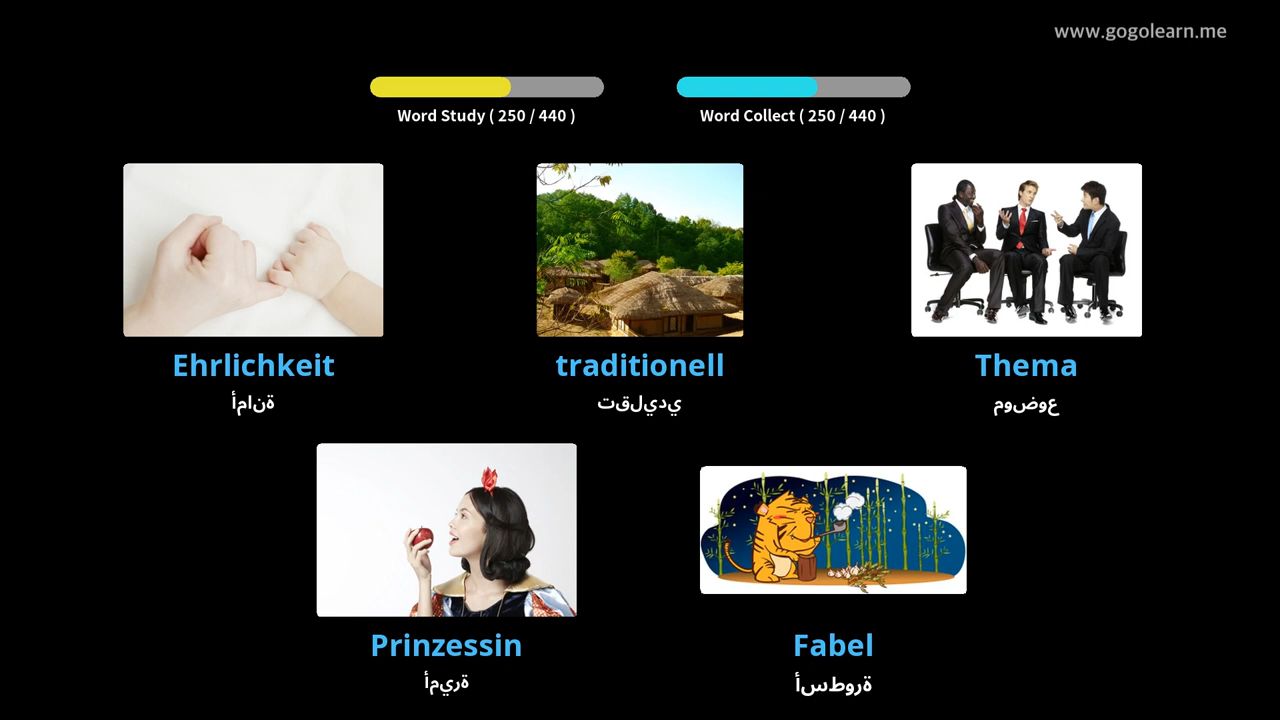 www.gogolearn.me
Word Study ( 250 / 440 )
Word Collect ( 250 / 440 )
Ehrlichkeit
أمانة
traditionell
تقليدي
Thema
موضوع
Prinzessin
أميرة
Fabel
أسطورة